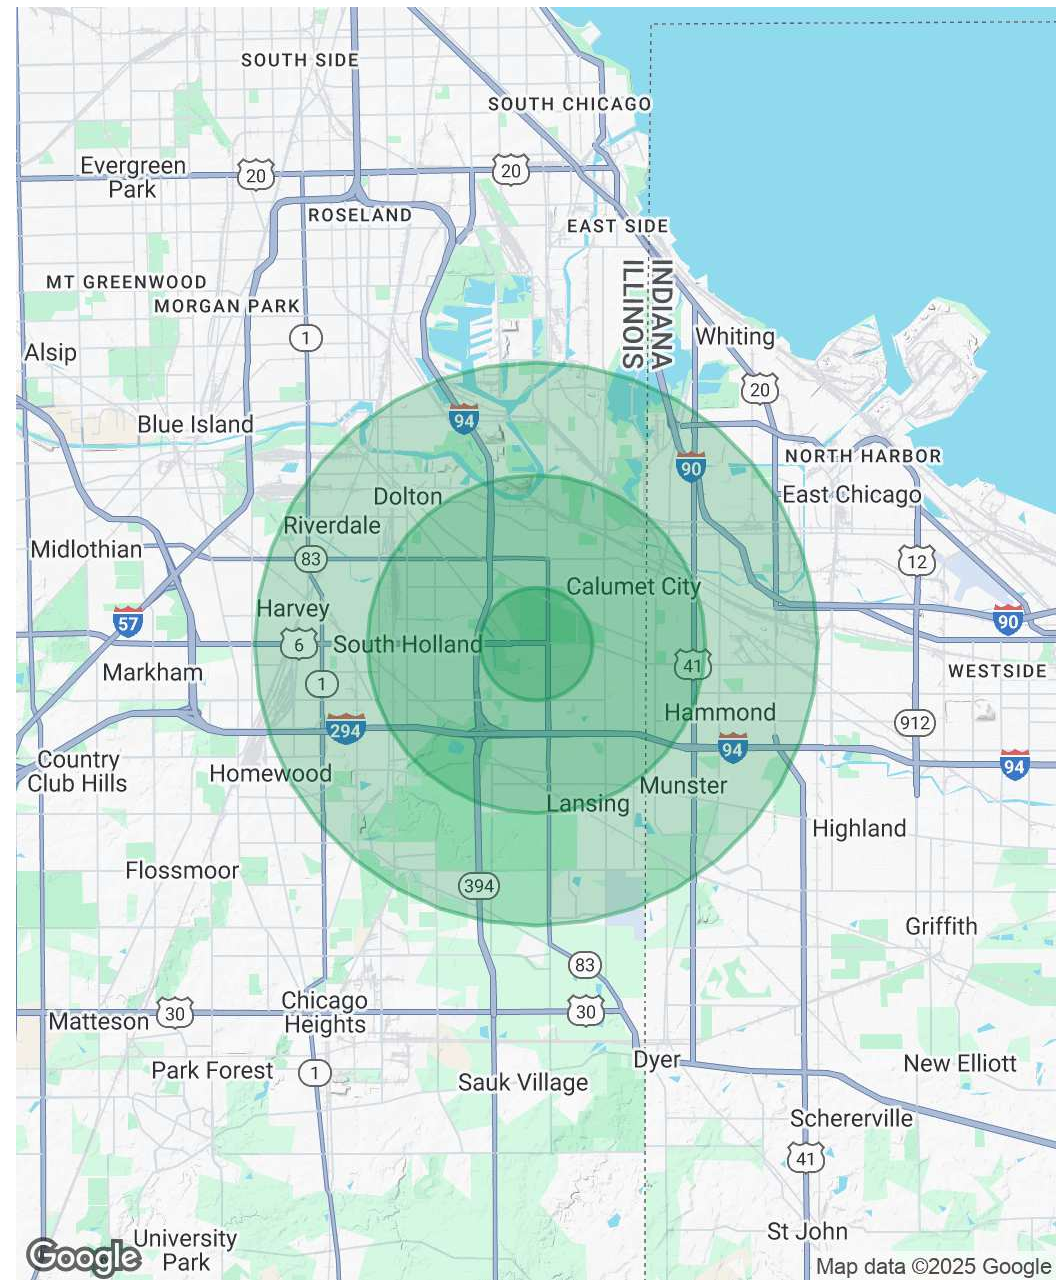 SOUTH SIDE
SOUTH CHICAGO
Evergreen
Park
20
20
ROSELAND
EAST SIDE
MT GREENWOOD
MORGAN PARK
INDIANA
ILLINOIS
1
Whiting
Alsip
20
94
Blue Island
90
NORTH HARBOR
Dolton
East Chicago
Riverdale
Midlothian
83
12
Calumet City
Harvey
57
90
6
South Holland
41
Markham
WESTSIDE
1
Hammond
912
294
94
94
Country
Club Hills
Homewood
Munster
Lansing
Highland
Flossmoor
394
Griffith
83
Chicago
Heights
Matteson
30
30
Dyer
New Elliott
Park Forest
1
Sauk Village
Schererville
41
St John
University
Park
Google
Map data ©2025 Google